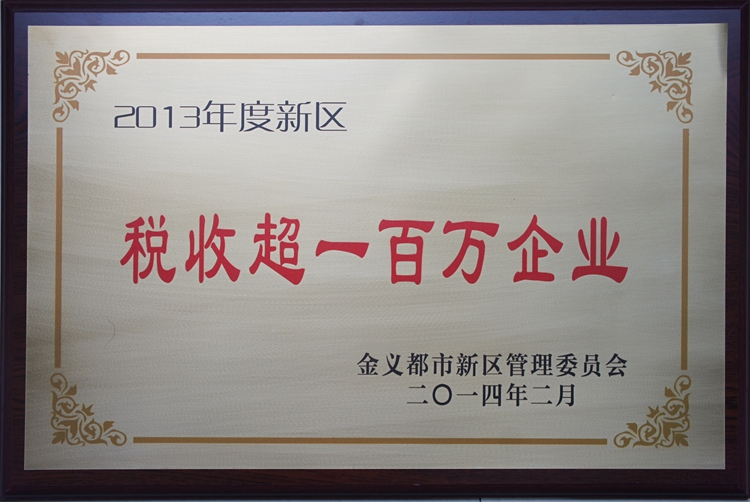 2013年度新区
税收超一百万企业
金义都市新区管理委员会
二〇一四年二月